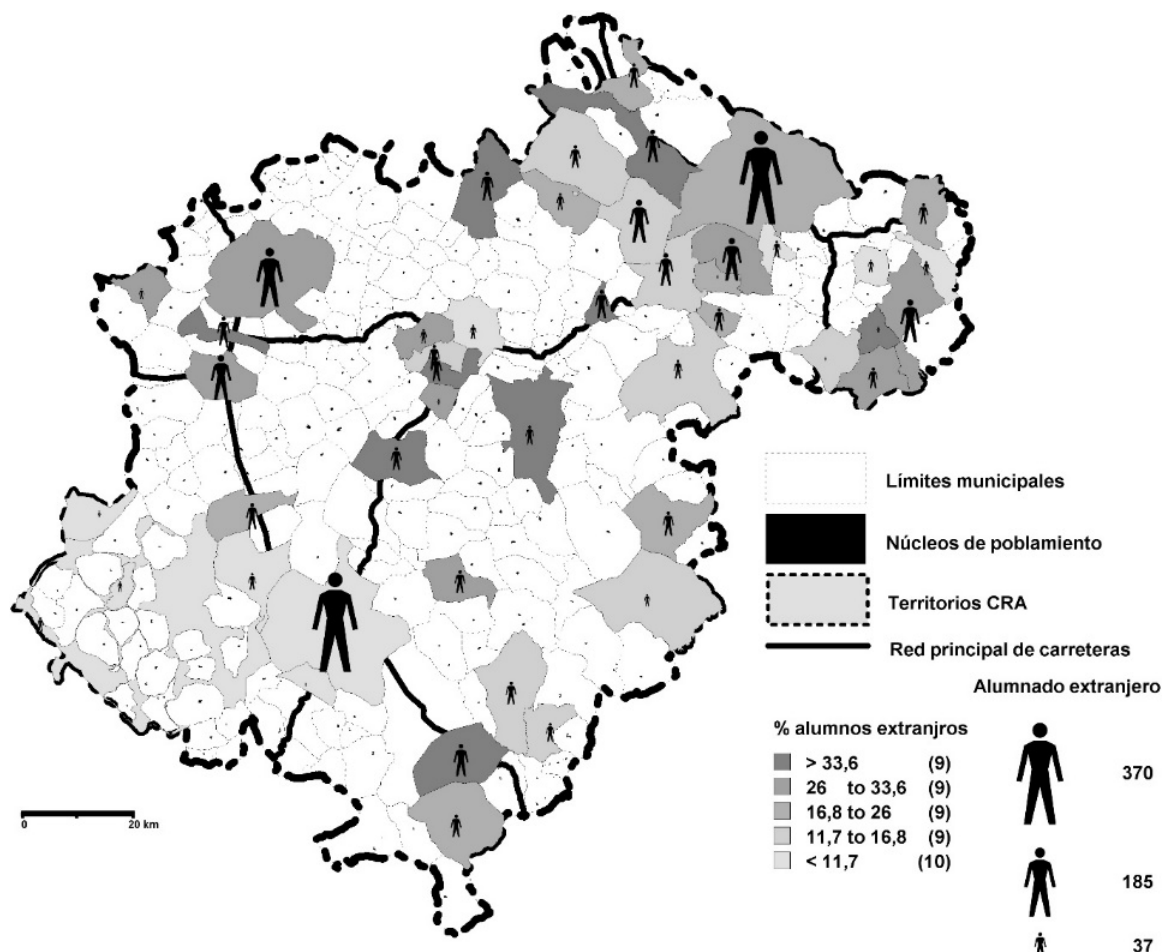 Límites municipales
Núcleos de poblamiento
Territorios CRA
Red principal de carreteras
Alumnado extranjero
% alumnos extranjros
> 33,6 (9)
26 to 33,6 (9)
16,8 to 26 (9)
11,7 to 16,8 (9)
< 11,7 (10)
370
185
37
0 20 km